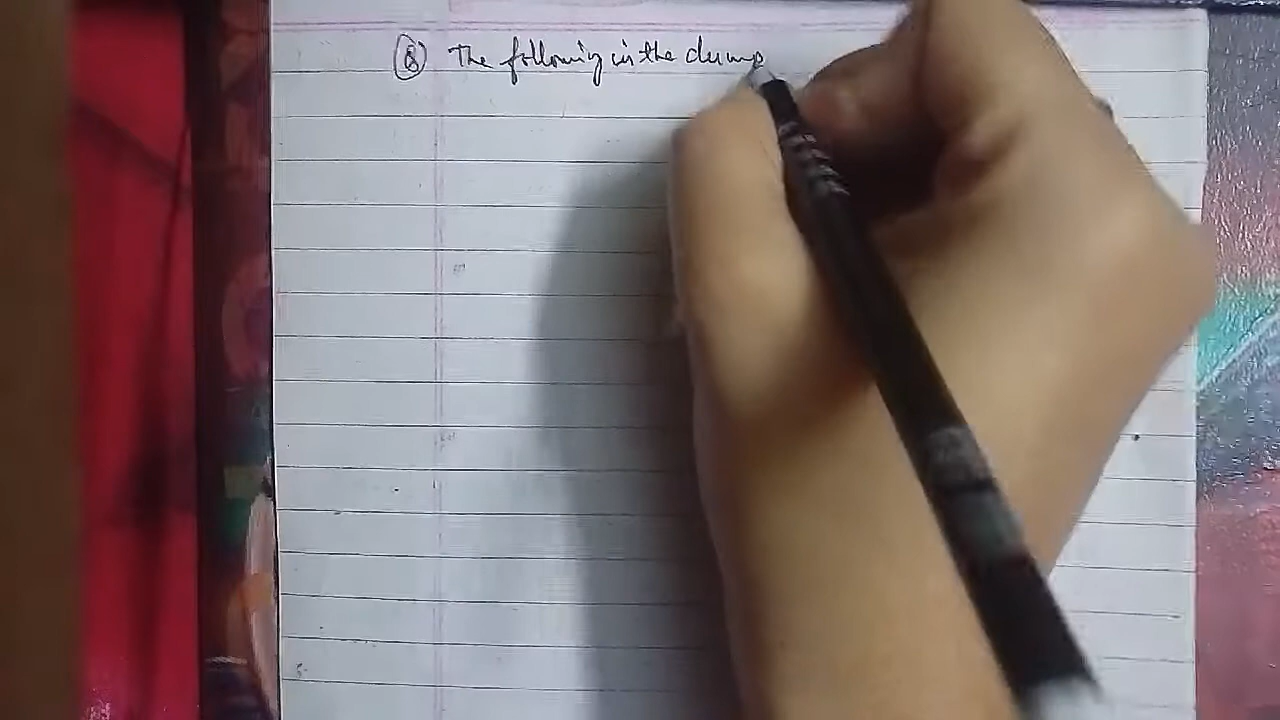 (8) The following is the dump